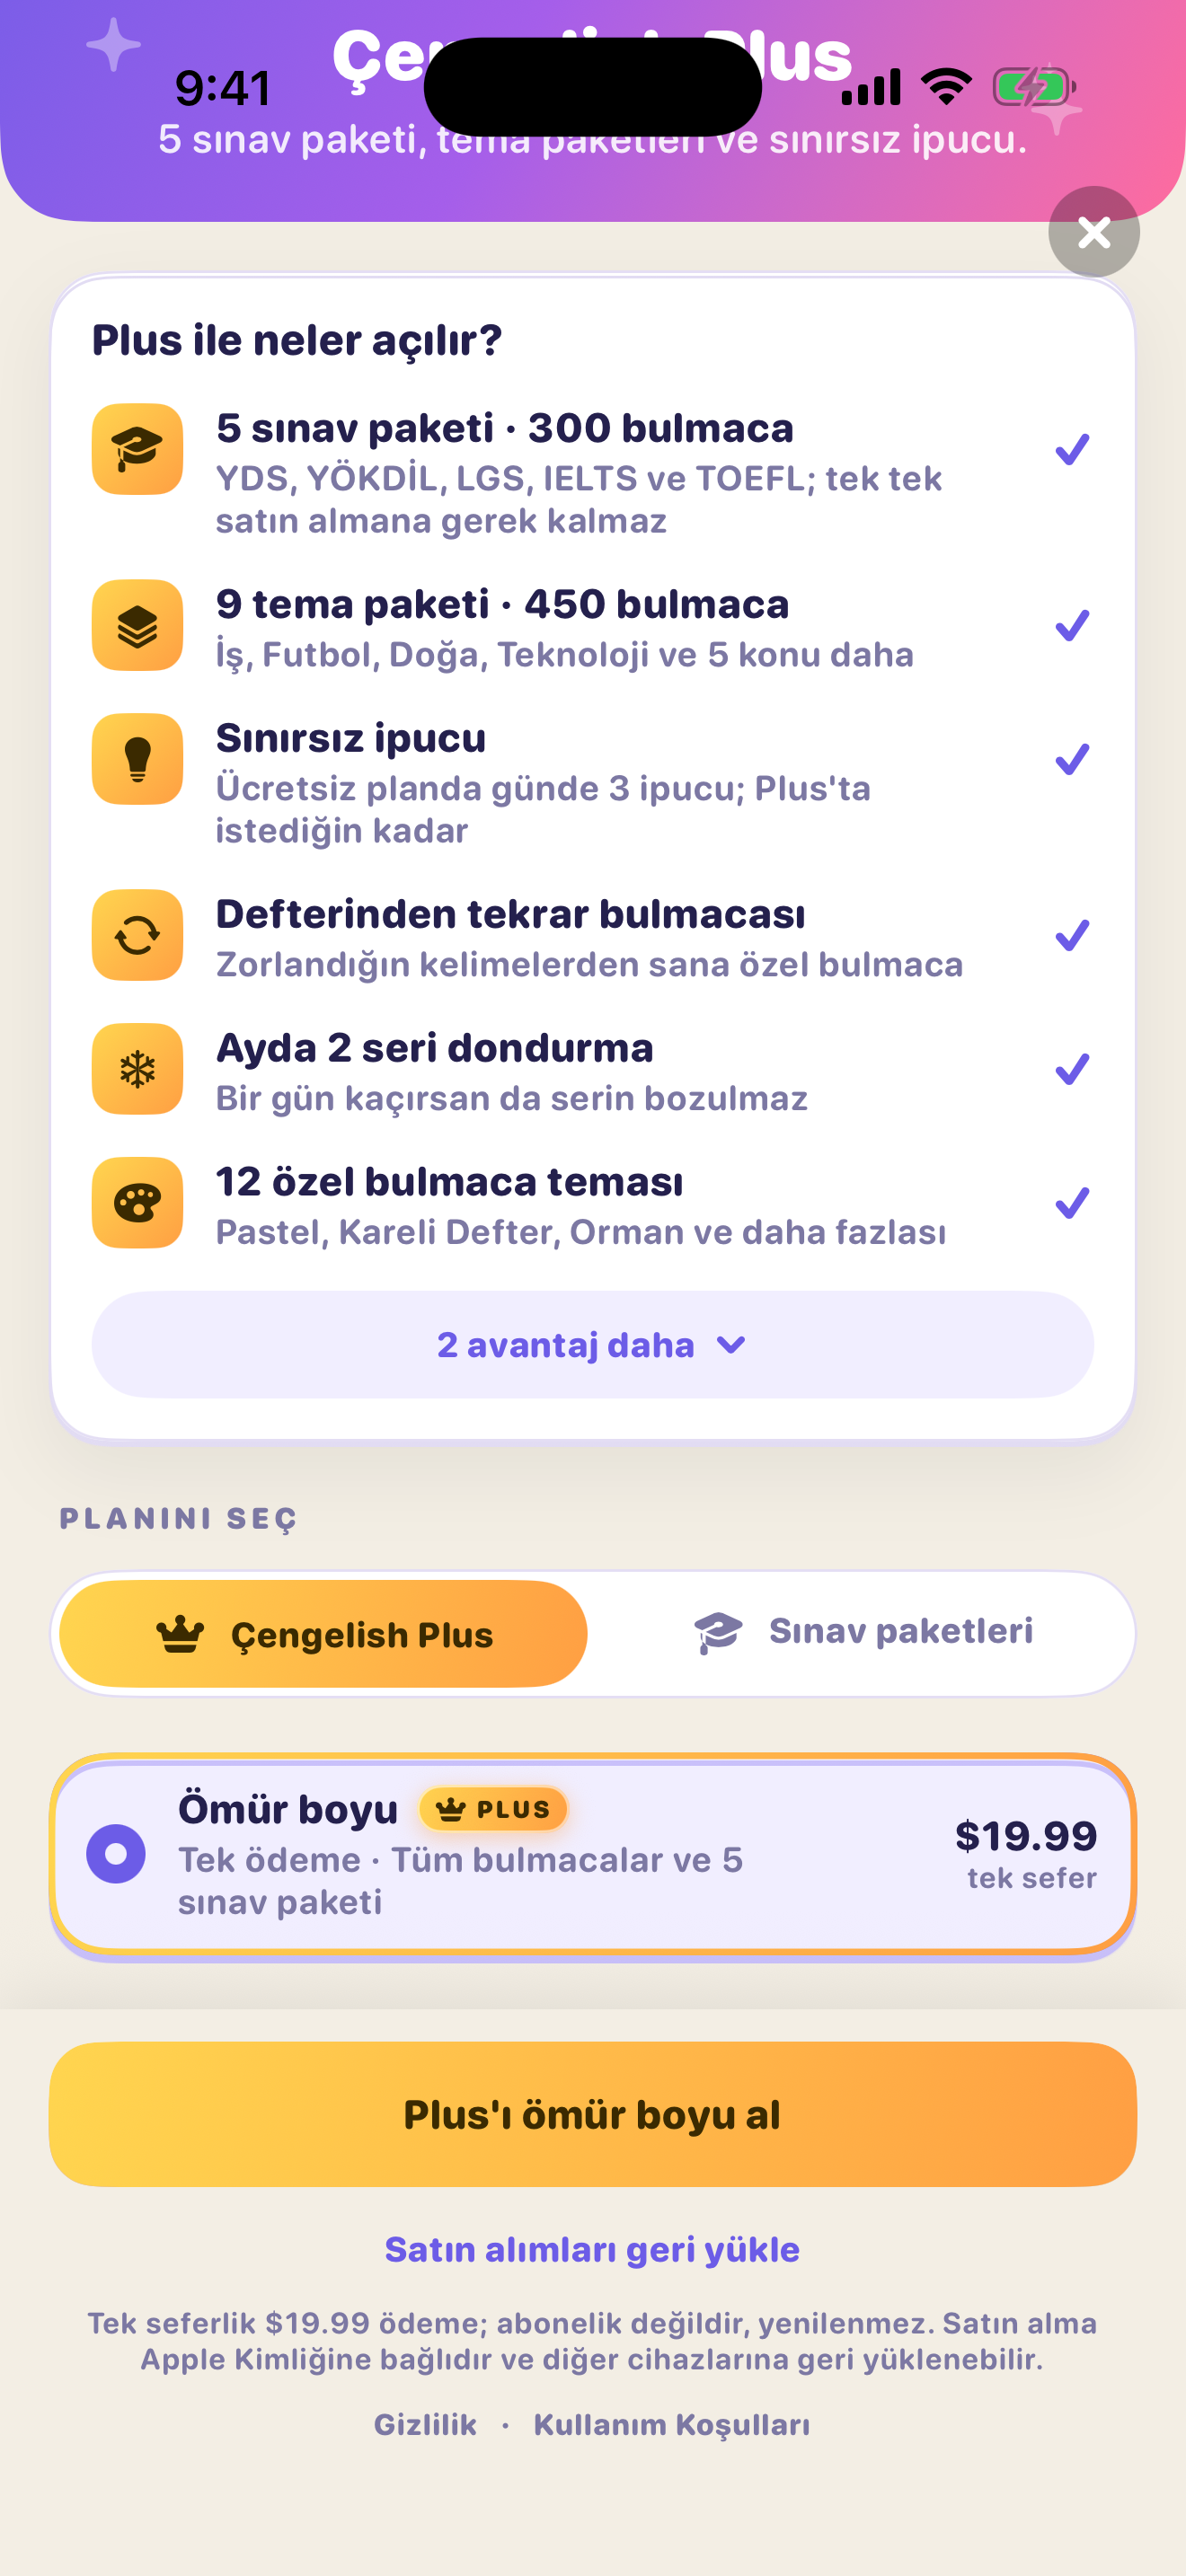 9:41
5 sınav paketi, tema paketleri ve sınırsız ipucu.
Plus ile neler açılır?
5 sınav paketi · 300 bulmaca
YDS, YÖKDİL, LGS, IELTS ve TOEFL; tek tek
satın almana gerek kalmaz
9 tema paketi · 450 bulmaca
İş, Futbol, Doğa, Teknoloji ve 5 konu daha
Sınırsız ipucu
Ücretsiz planda günde 3 ipucu; Plus'ta
istediğin kadar
Defterinden tekrar bulmacası
Zorlandığın kelimelerden sana özel bulmaca
Ayda 2 seri dondurma
Bir gün kaçırsan da serin bozulmaz
12 özel bulmaca teması
Pastel, Kareli Defter, Orman ve daha fazlası
2 avantaj daha
PLANINI SEÇ
Çengelish Plus
Sınav paketleri
Ömür boyu
PLUS
Tek ödeme · Tüm bulmacalar ve 5
sınav paketi
$19.99
tek sefer
Plus'ı ömür boyu al
Satın alımları geri yükle
Tek seferlik $19.99 ödeme; abonelik değildir, yenilenmez. Satın alma
Apple Kimliğine bağlıdır ve diğer cihazlarına geri yüklenebilir.
Gizlilik · Kullanım Koşulları